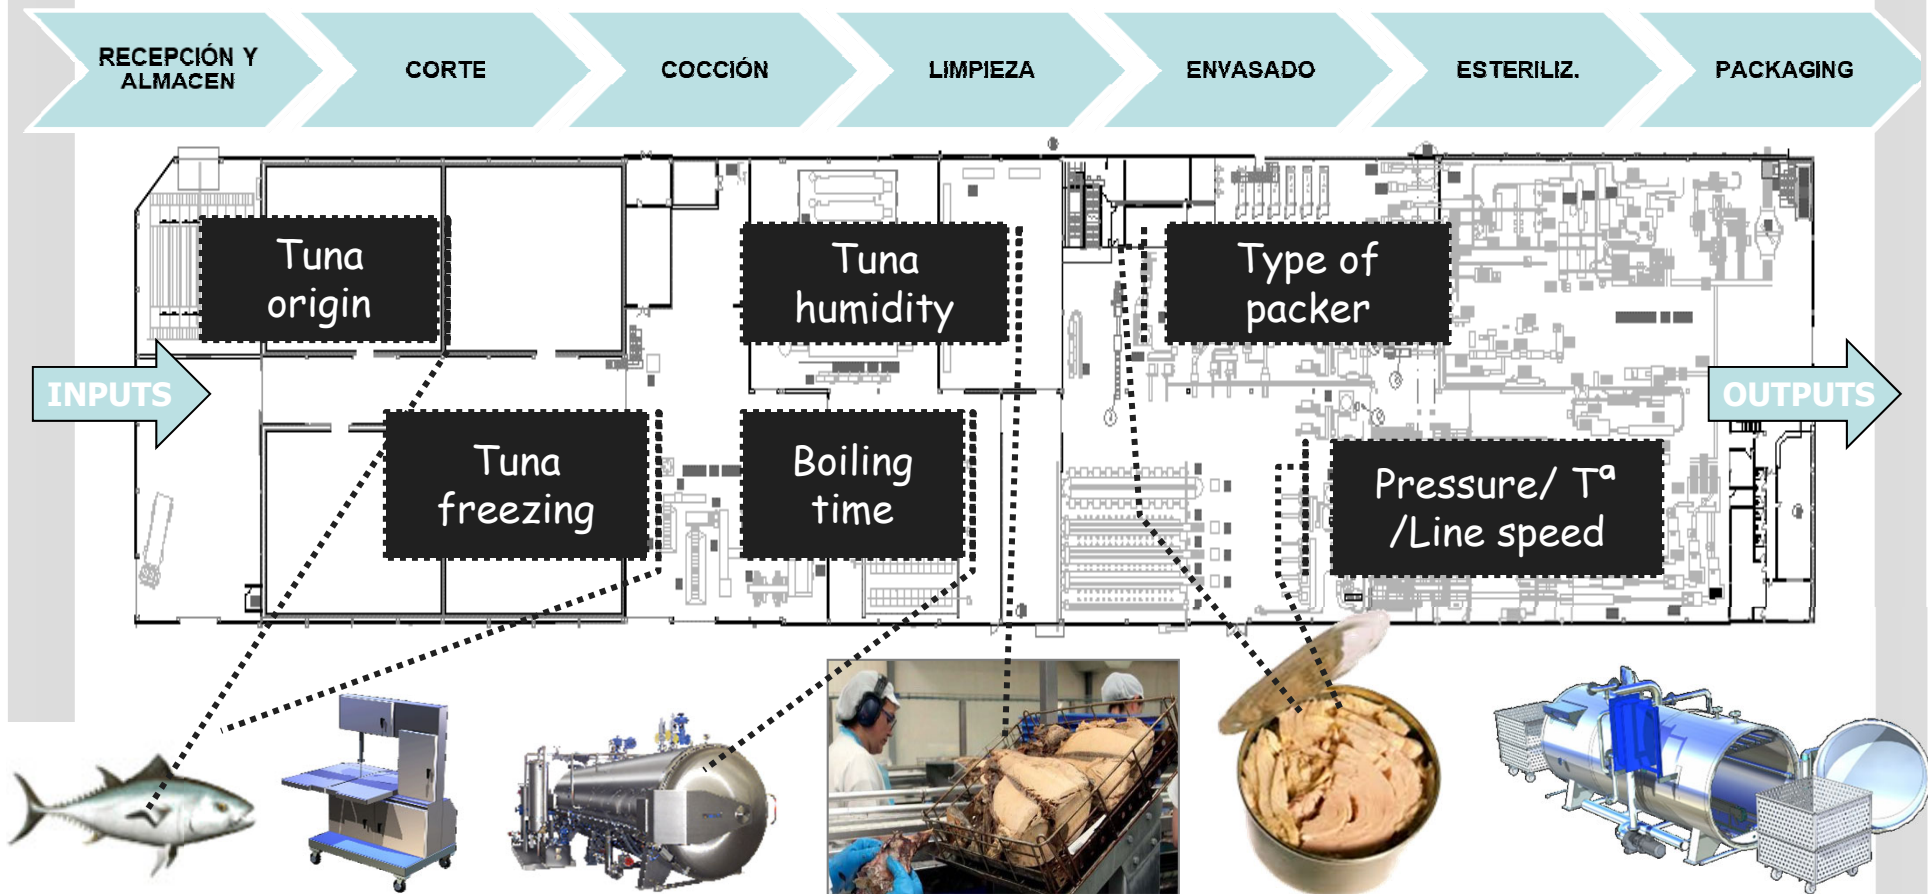 RECEPCIÓN Y
ALMACEN
CORTE
COCCIÓN
LIMPIEZA
ENVASADO
ESTERILIZ.
PACKAGING
Tuna
origin
Tuna
humidity
Type of
packer
INPUTS
OUTPUTS
Tuna
freezing
Boiling
time
Pressure/ Tª
/Line speed